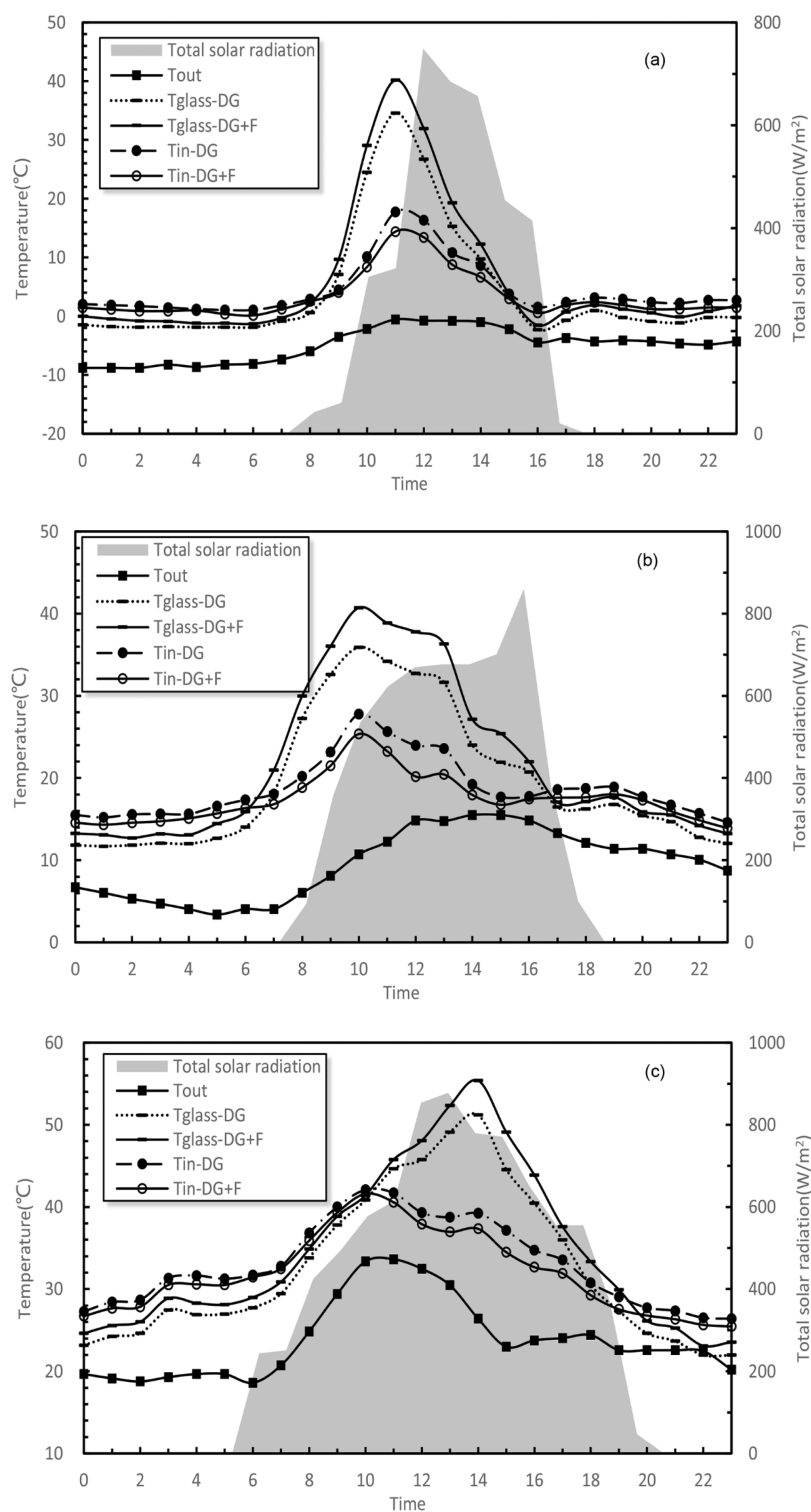 50
40
30
20
10
0
-10
-20
Temperature(℃)
Total solar radiation
Tout
Tglass-DG
Tglass-DG+F
Tin-DG
Tin-DG+F
(a)
800
600
400
200
0
Total solar radiation(W/m²)
0 2 4 6 8 10 12 14 16 18 20 22
Time
50
40
30
20
10
0
Temperature(℃)
Total solar radiation
Tout
Tglass-DG
Tglass-DG+F
Tin-DG
Tin-DG+F
(b)
1000
800
600
400
200
0
Total solar radiation(W/m²)
0 2 4 6 8 10 12 14 16 18 20 22
Time
60
50
40
30
20
10
Temperature(℃)
Total solar radiation
Tout
Tglass-DG
Tglass-DG+F
Tin-DG
Tin-DG+F
(c)
1000
800
600
400
200
0
Total solar radiation(W/m²)
0 2 4 6 8 10 12 14 16 18 20 22
Time